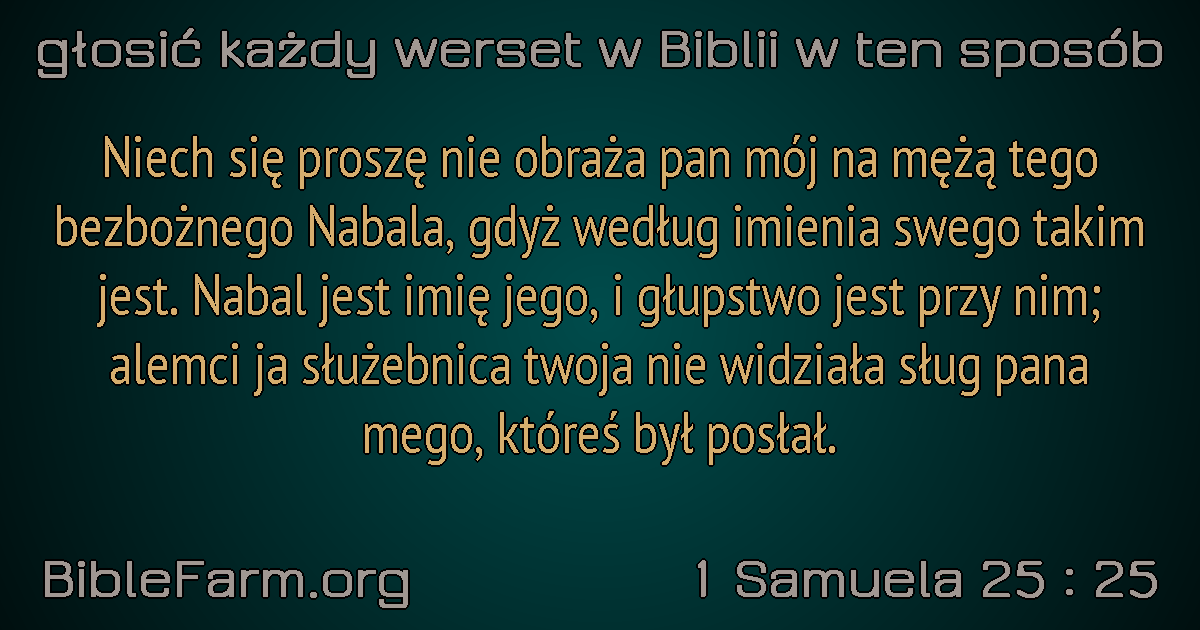 głosić każdy werset w Biblii w ten sposób
Niech się proszę nie obraża pan mój na mężą tego
bezbożnego Nabala, gdyż według imienia swego takim
jest. Nabal jest imię jego, i głupstwo jest przy nim;
alemci ja służebnica twoja nie widziała sług pana
mego, któreś był posłał.
BibleFarm.org
1 Samuela 25 : 25